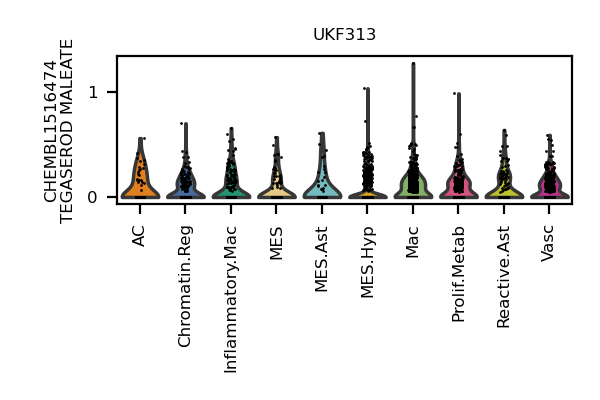 UKF313
CHEMBL1516474
TEGASEROD MALEATE
1
0
AC
Chromatin.Reg
Inflammatory.Mac
MES
MES.Ast
MES.Hyp
Mac
Prolif.Metab
Reactive.Ast
Vasc